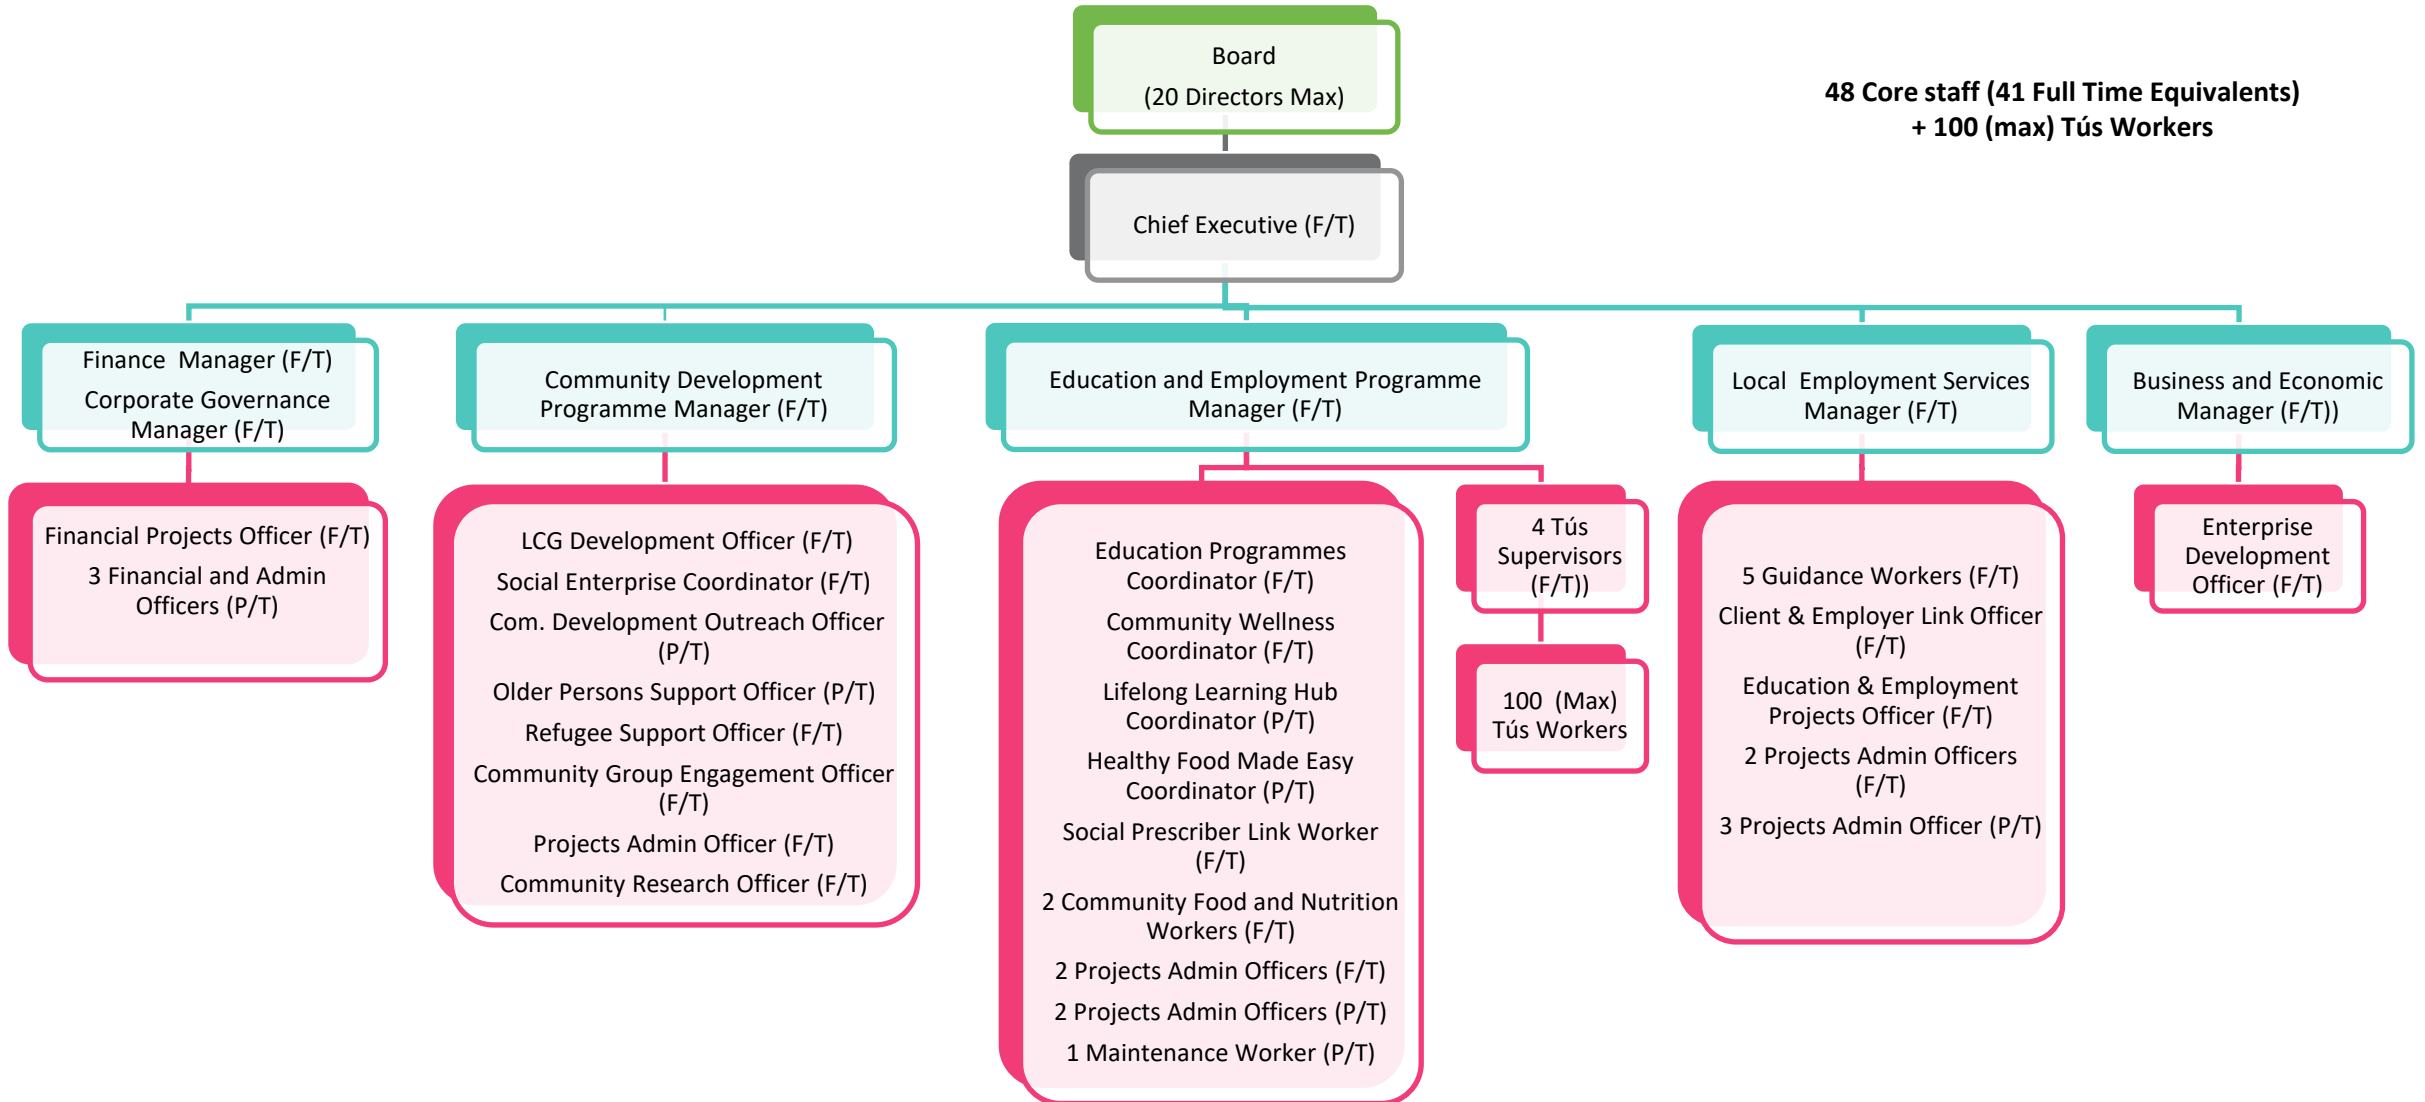 Board
(20 Directors Max)
48 Core staff (41 Full Time Equivalents)
+ 100 (max) Tús Workers
Chief Executive (F/T)
Finance  Manager (F/T)
Corporate Governance
Manager (F/T)
Community Development
Programme Manager (F/T)
Education and Employment Programme
Manager (F/T)
Local  Employment Services
Manager (F/T)
Business and Economic
Manager (F/T))
Financial Projects Officer (F/T)
3 Financial and Admin
Officers (P/T)
LCG Development Officer (F/T)
Social Enterprise Coordinator (F/T)
Com. Development Outreach Officer
(P/T)
Older Persons Support Officer (P/T)
Refugee Support Officer (F/T)
Community Group Engagement Officer
(F/T)
Projects Admin Officer (F/T)
Community Research Officer (F/T)
Education Programmes
Coordinator (F/T)
Community Wellness
Coordinator (F/T)
Lifelong Learning Hub
Coordinator (P/T)
Healthy Food Made Easy
Coordinator (P/T)
Social Prescriber Link Worker
(F/T)
2 Community Food and Nutrition
Workers (F/T)
2 Projects Admin Officers (F/T)
2 Projects Admin Officers (P/T)
1 Maintenance Worker (P/T)
4 Tús
Supervisors
(F/T))
100  (Max)
Tús Workers
5 Guidance Workers (F/T)
Client & Employer Link Officer
(F/T)
Education & Employment
Projects Officer (F/T)
2 Projects Admin Officers
(F/T)
3 Projects Admin Officer (P/T)
Enterprise
Development
Officer (F/T)